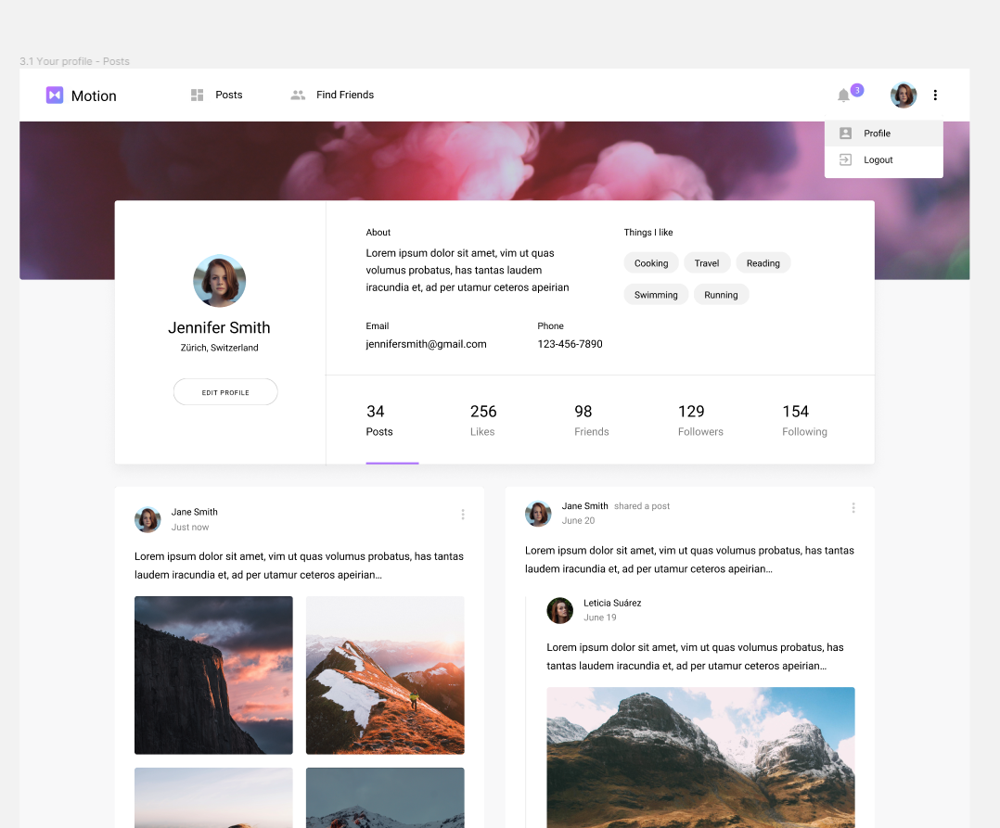 3.1 Your profile - Posts
Motion
Posts
Find Friends
3
Profile
Logout
Jennifer Smith
Zürich, Switzerland
EDIT PROFILE
About
Lorem ipsum dolor sit amet, vim ut quas
volumus probatus, has tantas laudem
iracundia et, ad per utamur ceteros apeirian
Things I like
Cooking
Travel
Reading
Swimming
Running
Email
jennifersmith@gmail.com
Phone
123-456-7890
34
Posts
256
Likes
98
Friends
129
Followers
154
Following
Jane Smith
Just now
Lorem ipsum dolor sit amet, vim ut quas volumus probatus, has tantas
laudem iracundia et, ad per utamur ceteros apeirian...
Jane Smith shared a post
June 20
Lorem ipsum dolor sit amet, vim ut quas volumus probatus, has tantas
laudem iracundia et, ad per utamur ceteros apeirian...
Leticia Suárez
June 19
Lorem ipsum dolor sit amet, vim ut quas volumus probatus, has
tantas laudem iracundia et, ad per utamur ceteros apeirian...